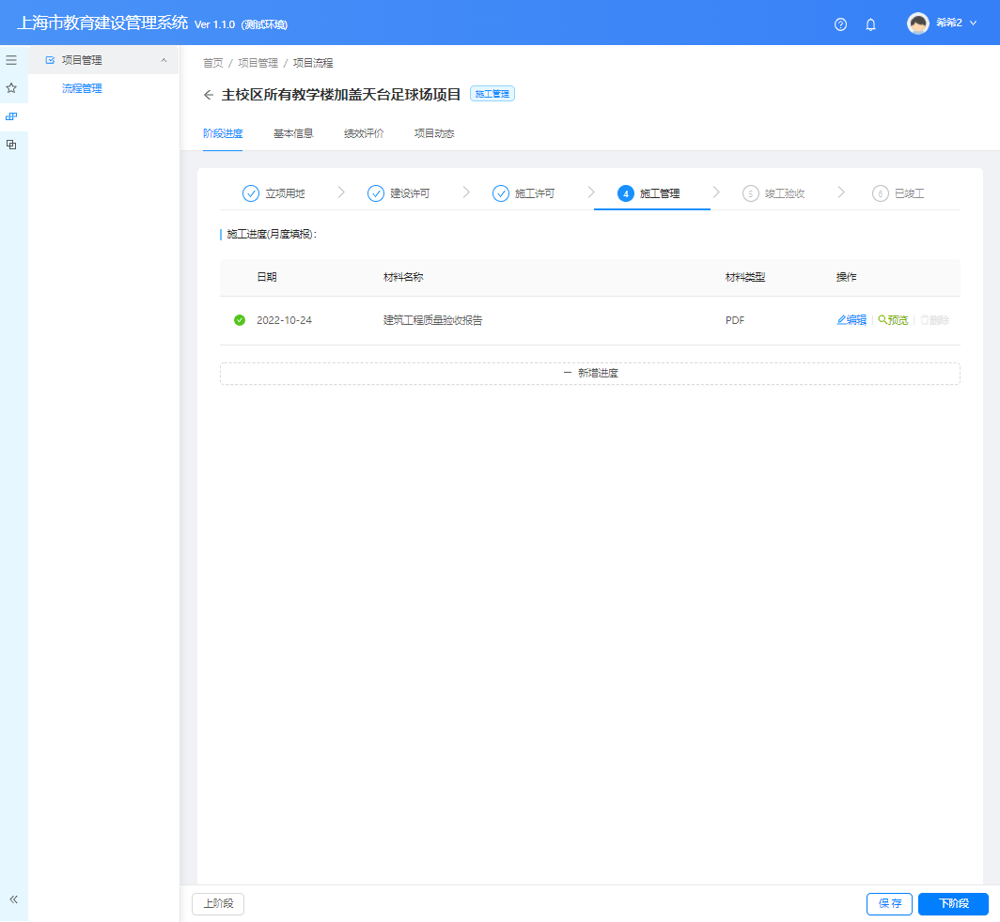 上海市教育建设管理系统 Ver 1.1.0 (测试环境)
希希2
项目管理
流程管理
首页 / 项目管理 / 项目流程
主校区所有教学楼加盖天台足球场项目 施工管理
阶段进度 基本信息 绩效评价 项目动态
立项用地 建设许可 施工许可 4 施工管理 5 竣工验收 6 已竣工
施工进度(月度填报):
日期 材料名称 材料类型 操作
2022-10-24 建筑工程质量验收报告 PDF 编辑 预览 删除
新增进度
上阶段 保存 下阶段